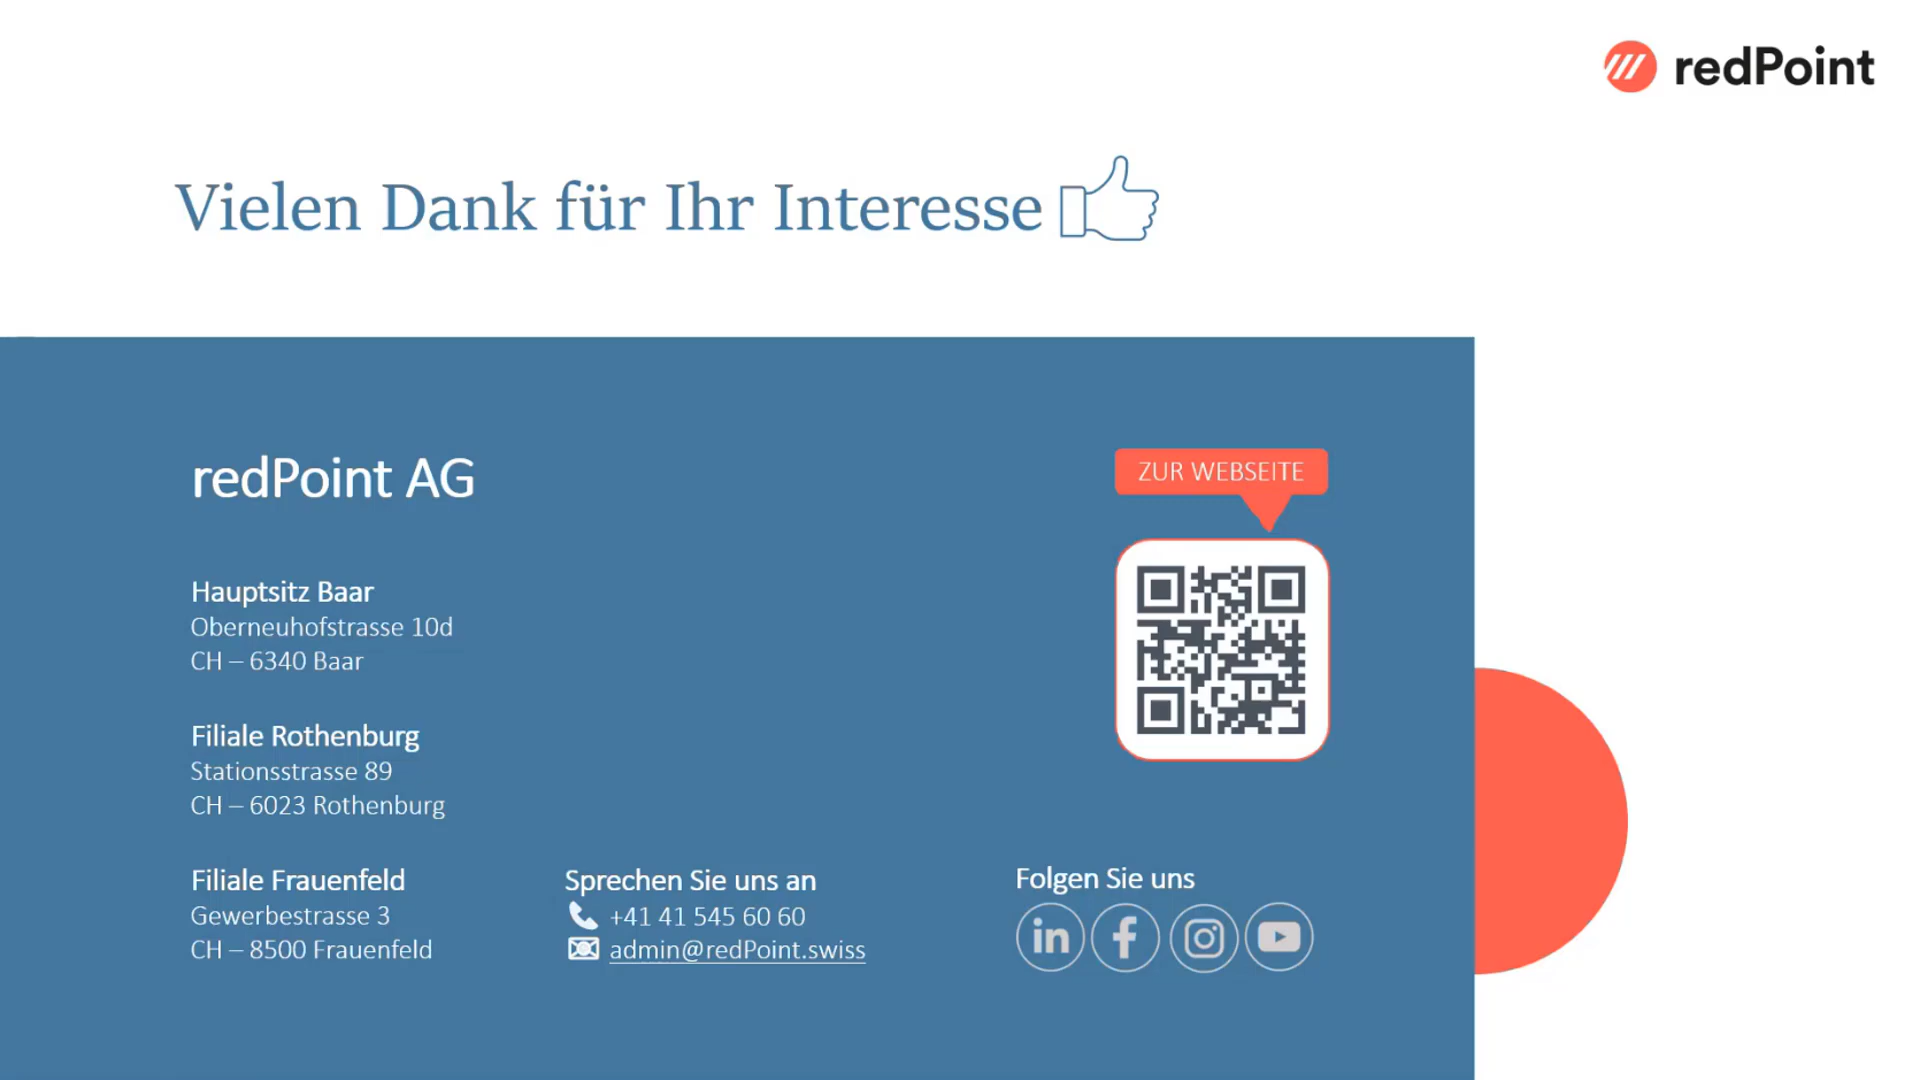 redPoint
Vielen Dank für Ihr Interesse
redPoint AG
Hauptsitz Baar
Oberneuhofstrasse 10d
CH – 6340 Baar
Filiale Rothenburg
Stationsstrasse 89
CH – 6023 Rothenburg
Filiale Frauenfeld
Gewerbestrasse 3
CH – 8500 Frauenfeld
Sprechen Sie uns an
+41 41 545 60 60
admin@redPoint.swiss
ZUR WEBSEITE
Folgen Sie uns
in
f